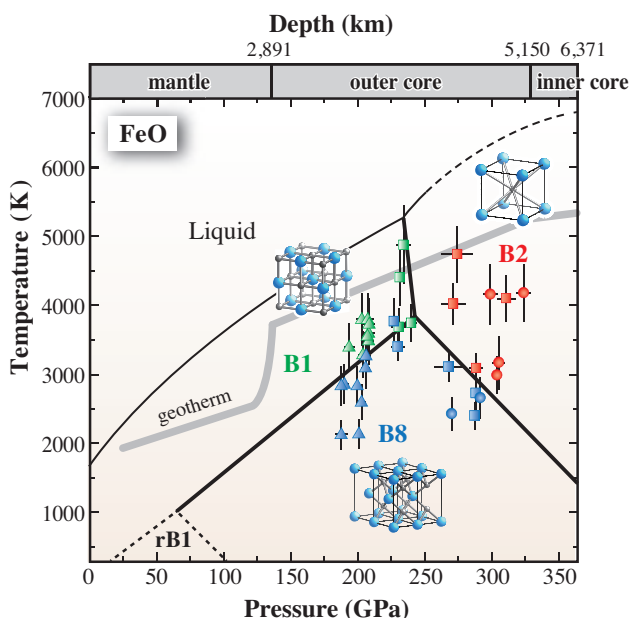 Depth (km)
2,891 5,150 6,371
mantle outer core inner core
7000
FeO
6000
Liquid
5000
B2
4000
B1
3000
geotherm
2000
B8
1000
rB1
0 50 100 150 200 250 300 350
Temperature (K)
Pressure (GPa)